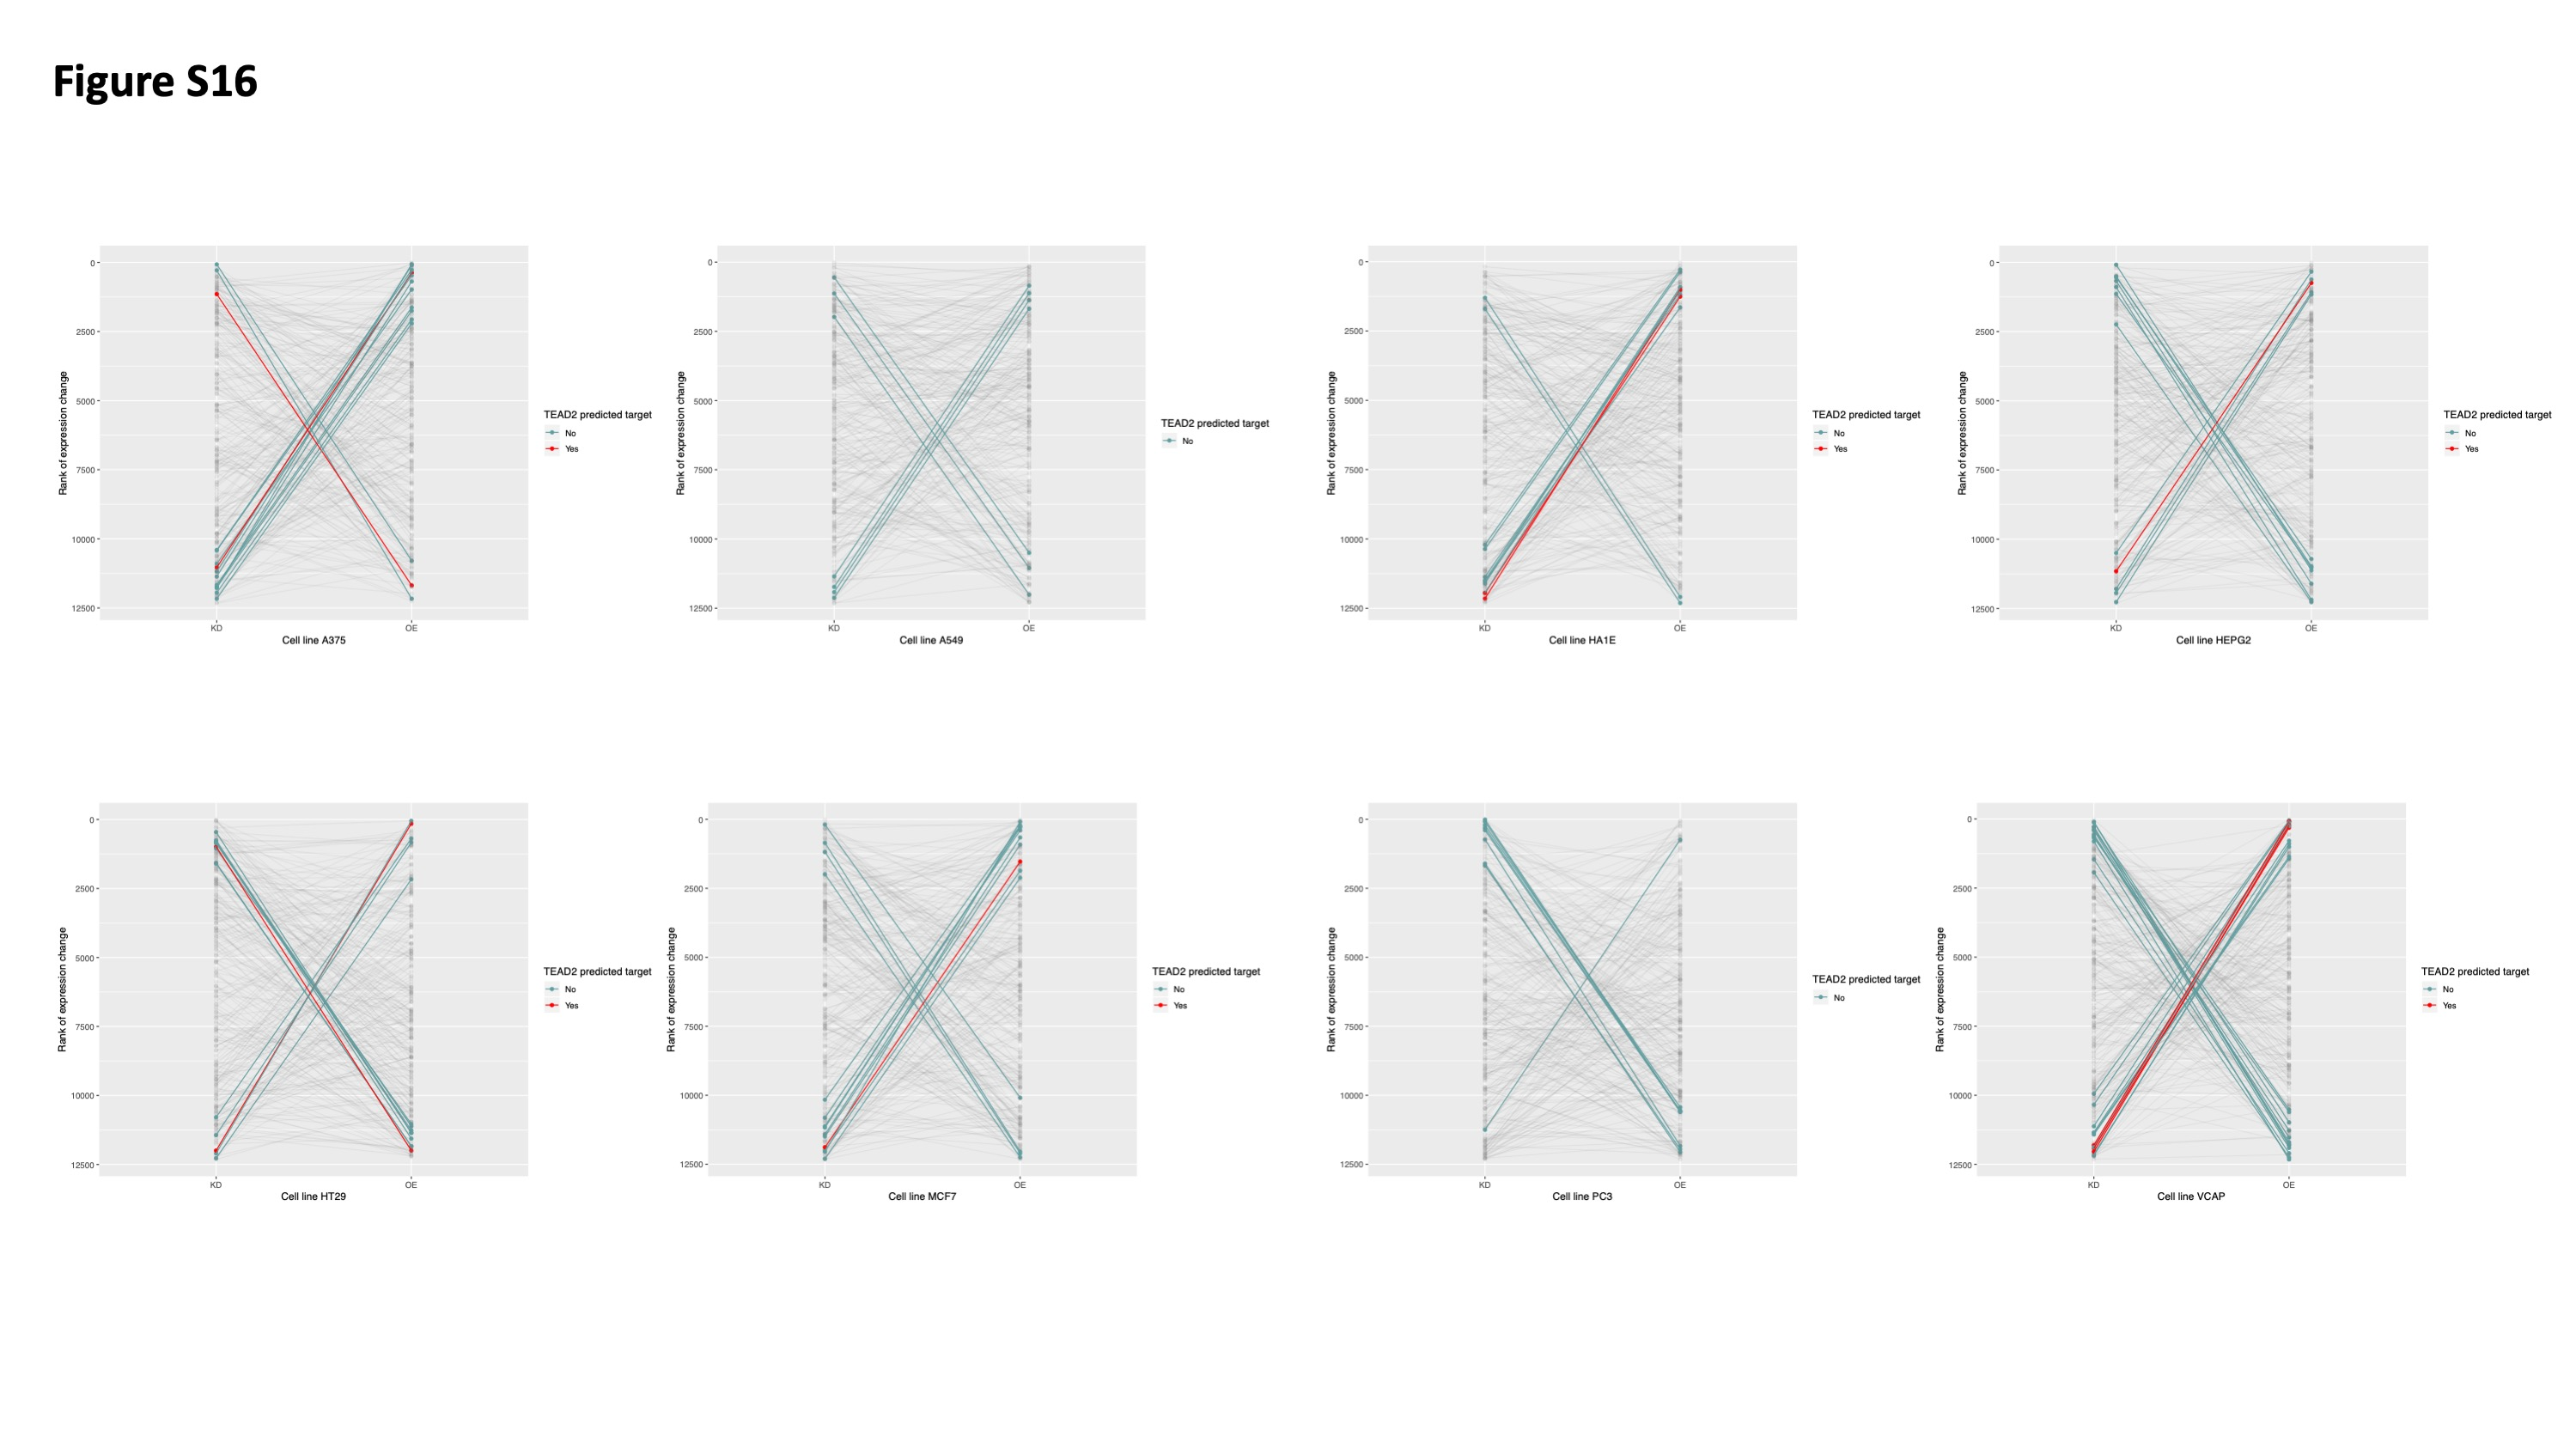 Figure S16
0
2500
5000
7500
10000
12500
Rank of expression change
KD OE
Cell line A375
TEAD2 predicted target
No
Yes
0
2500
5000
7500
10000
12500
Rank of expression change
KD OE
Cell line A549
TEAD2 predicted target
No
0
2500
5000
7500
10000
12500
Rank of expression change
KD OE
Cell line HA1E
TEAD2 predicted target
No
Yes
0
2500
5000
7500
10000
12500
Rank of expression change
KD OE
Cell line HEPG2
TEAD2 predicted target
No
Yes
0
2500
5000
7500
10000
12500
Rank of expression change
KD OE
Cell line HT29
TEAD2 predicted target
No
Yes
0
2500
5000
7500
10000
12500
Rank of expression change
KD OE
Cell line MCF7
TEAD2 predicted target
No
Yes
0
2500
5000
7500
10000
12500
Rank of expression change
KD OE
Cell line PC3
TEAD2 predicted target
No
0
2500
5000
7500
10000
12500
Rank of expression change
KD OE
Cell line VCAP
TEAD2 predicted target
No
Yes